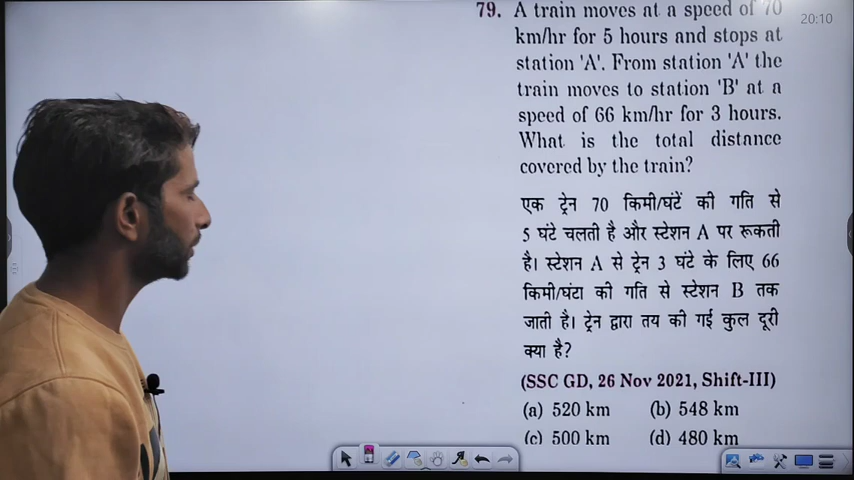 20:10
79. A train moves at a speed of 70
km/hr for 5 hours and stops at
station 'A'. From station 'A' the
train moves to station 'B' at a
speed of 66 km/hr for 3 hours.
What is the total distance
covered by the train?
एक ट्रेन 70 किमी/घंटें की गति से
5 घंटे चलती है और स्टेशन A पर रूकती
है। स्टेशन A से ट्रेन 3 घंटे के लिए 66
किमी/घंटा की गति से स्टेशन B तक
जाती है। ट्रेन द्वारा तय की गई कुल दूरी
क्या है?
(SSC GD, 26 Nov 2021, Shift-III)
(a) 520 km (b) 548 km
(c) 500 km (d) 480 km